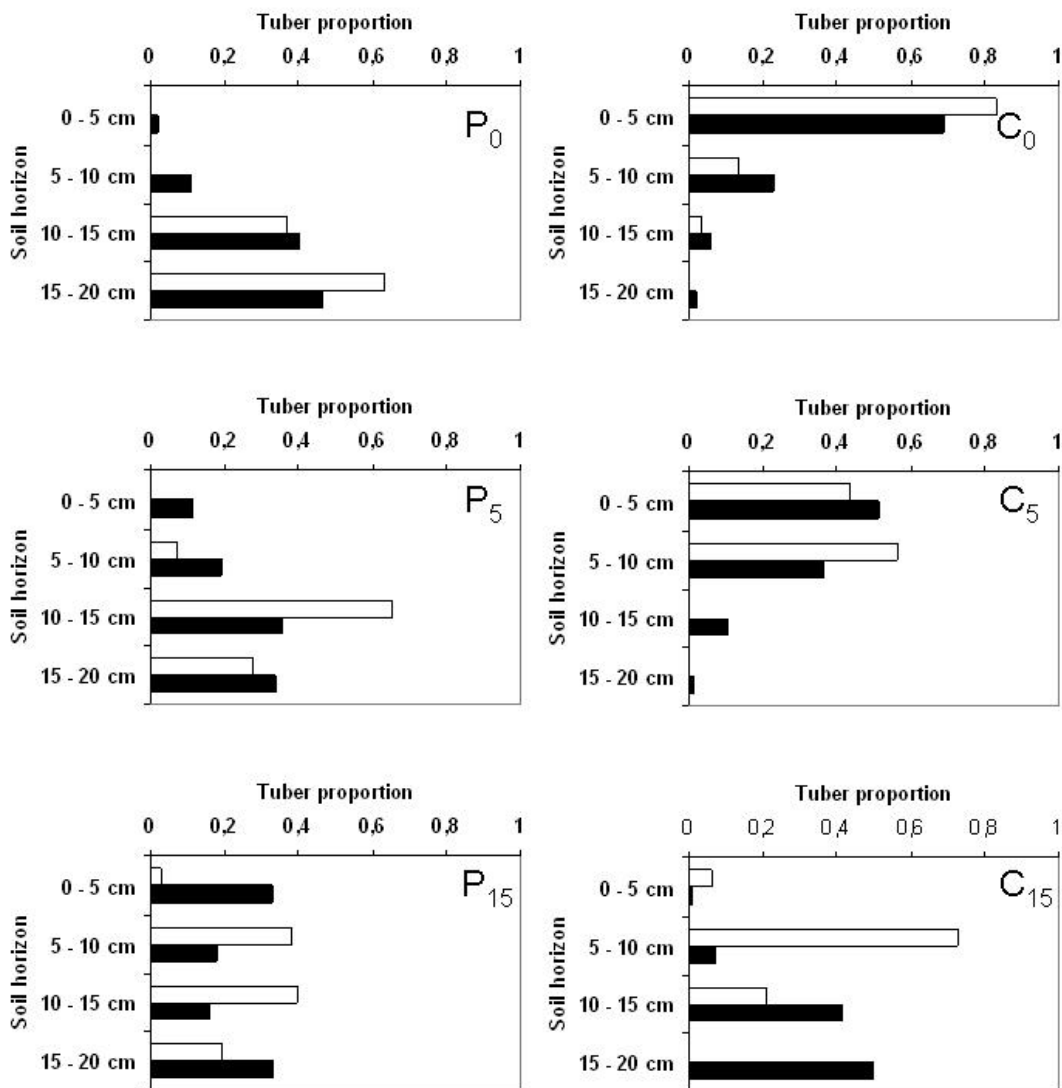 Tuber proportion
0 0,2 0,4 0,6 0,8 1
Soil horizon
0 - 5 cm
5 - 10 cm
10 - 15 cm
15 - 20 cm
P0
Tuber proportion
0 0,2 0,4 0,6 0,8 1
Soil horizon
0 - 5 cm
5 - 10 cm
10 - 15 cm
15 - 20 cm
C0
Tuber proportion
0 0,2 0,4 0,6 0,8 1
Soil horizon
0 - 5 cm
5 - 10 cm
10 - 15 cm
15 - 20 cm
P5
Tuber proportion
0 0,2 0,4 0,6 0,8 1
Soil horizon
0 - 5 cm
5 - 10 cm
10 - 15 cm
15 - 20 cm
C5
Tuber proportion
0 0,2 0,4 0,6 0,8 1
Soil horizon
0 - 5 cm
5 - 10 cm
10 - 15 cm
15 - 20 cm
P15
Tuber proportion
0 0,2 0,4 0,6 0,8 1
Soil horizon
0 - 5 cm
5 - 10 cm
10 - 15 cm
15 - 20 cm
C15